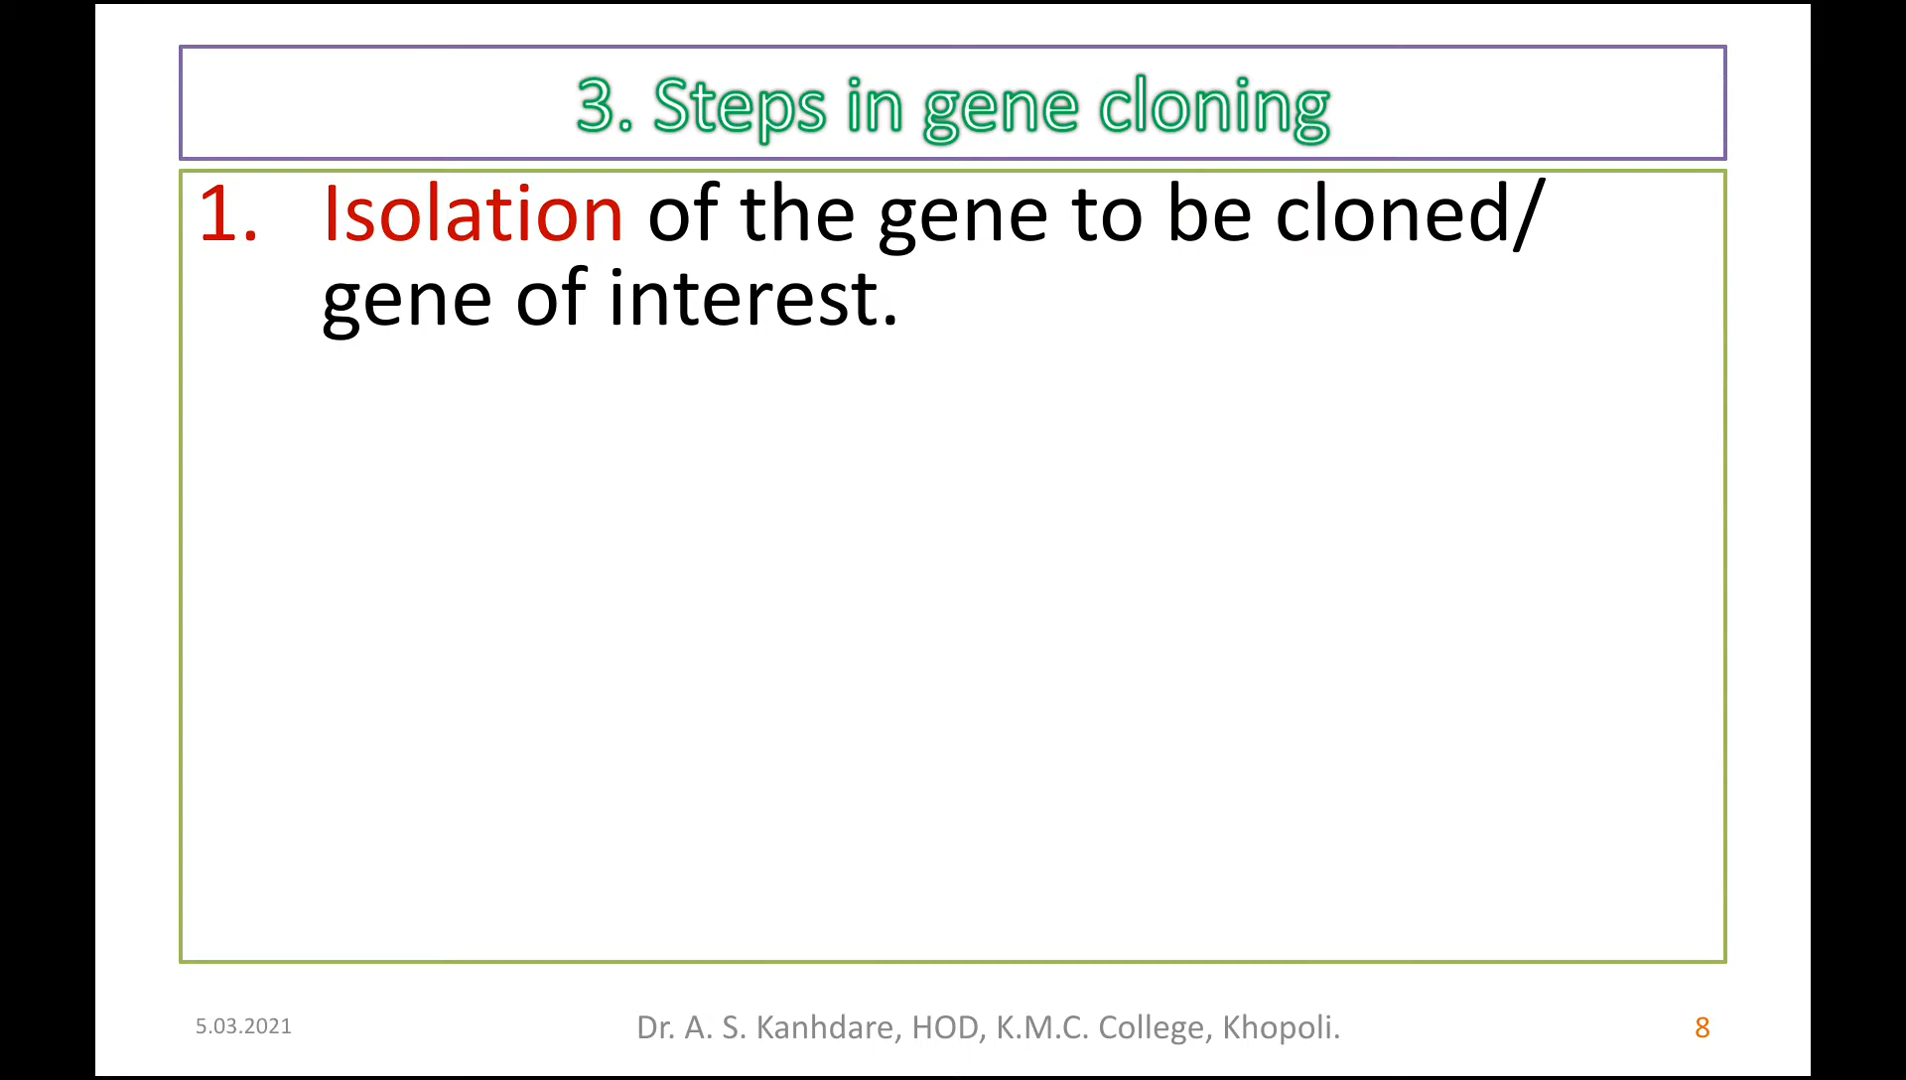 3. Steps in gene cloning
1. Isolation of the gene to be cloned/
gene of interest.
5.03.2021
Dr. A. S. Kanhdare, HOD, K.M.C. College, Khopoli.
8